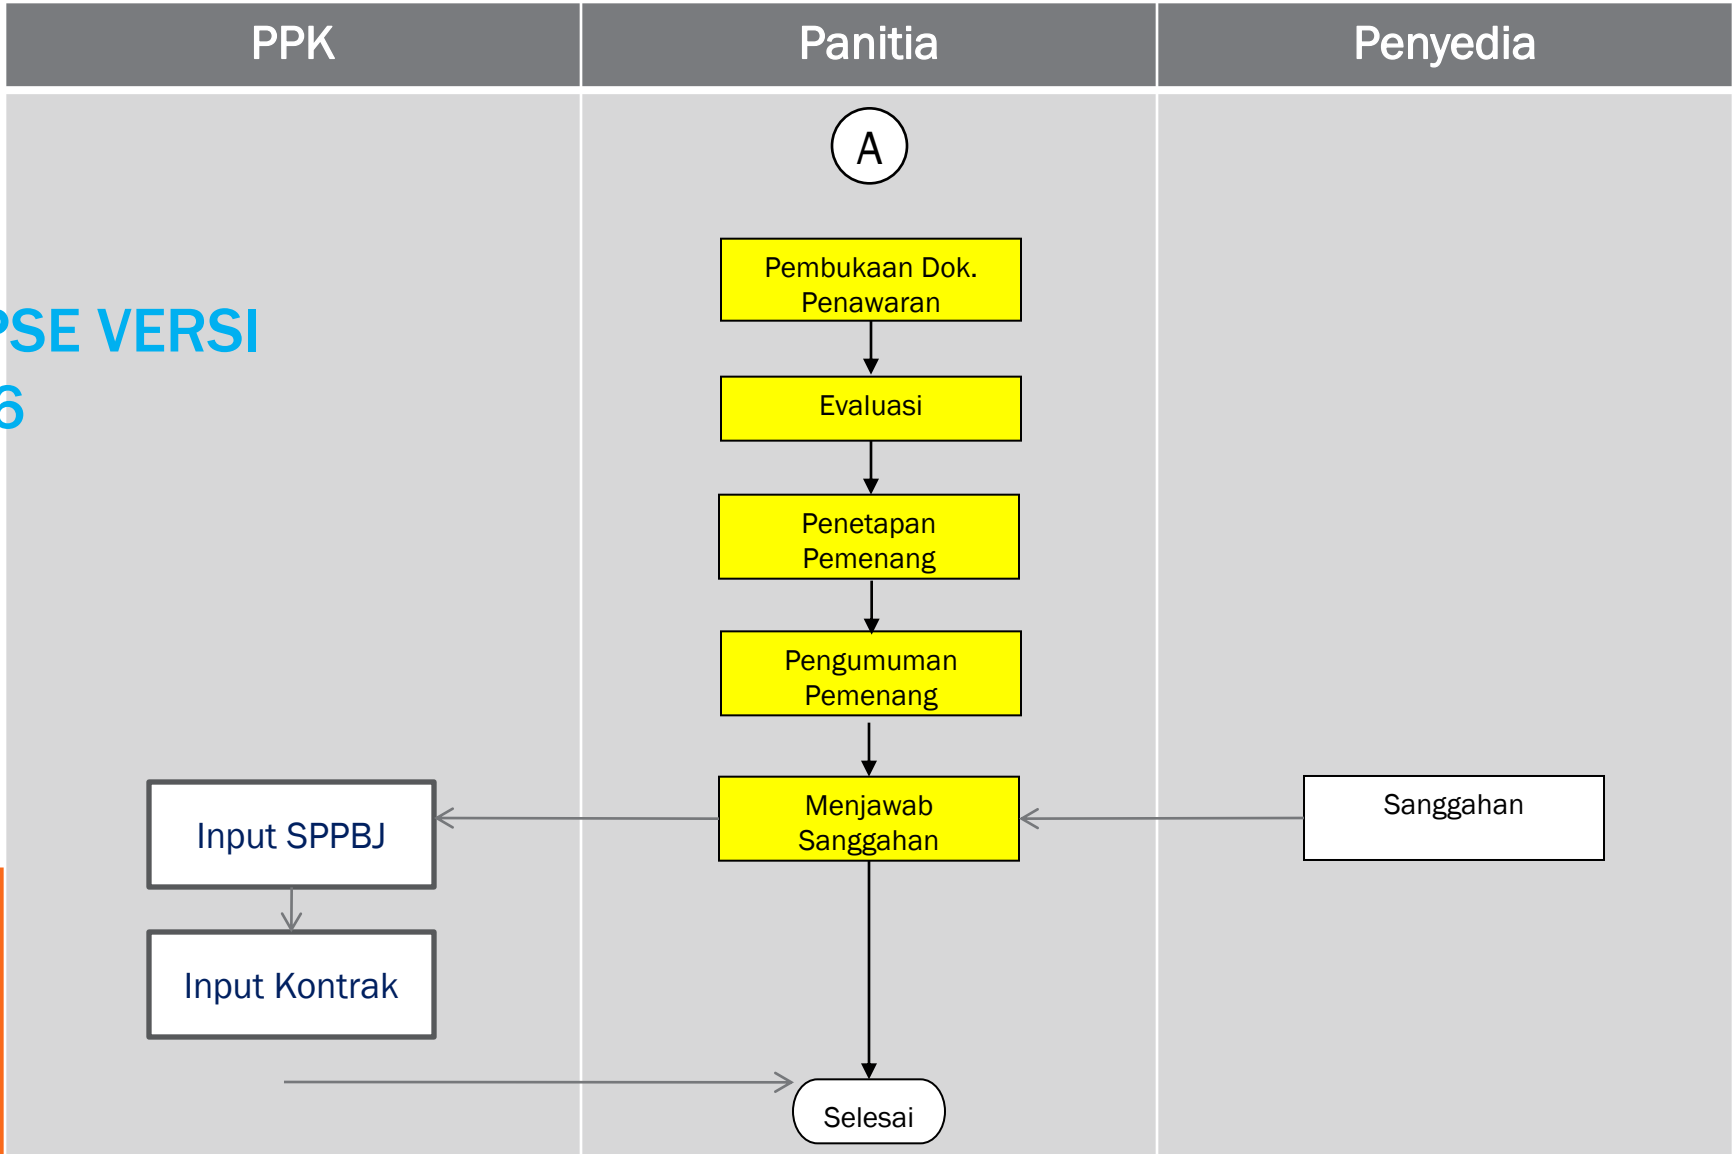 PPK
Panitia
Penyedia
A
Pembukaan Dok.
Penawaran
PSE VERSI
6
Evaluasi
Penetapan
Pemenang
Pengumuman
Pemenang
Input SPPBJ
Menjawab
Sanggahan
Sanggahan
Input Kontrak
Selesai